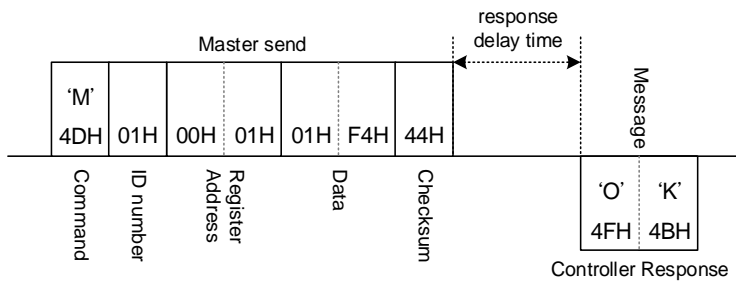 response
delay time
Master send
'M'
4DH 01H 00H 01H 01H F4H 44H
Command
ID number
Register
Address
Data
Checksum
Message
'O' 'K'
4FH 4BH
Controller Response